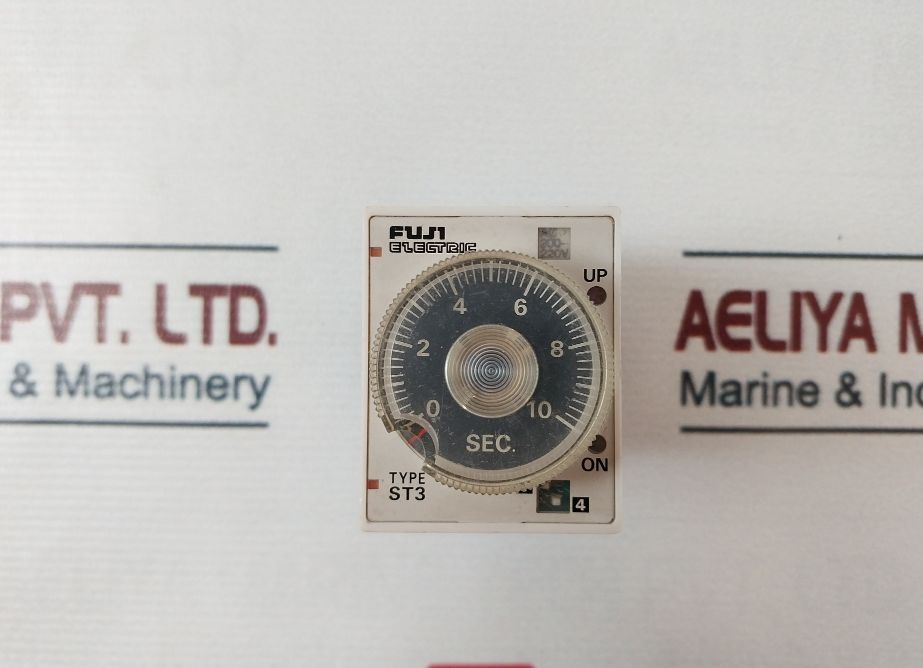 FUJI
ELECTRIC
200-
220V
UP
4 6
2 8
0 10
SEC.
ON
TYPE
ST3
4
PVT. LTD.
& Machinery
AELIYA M
Marine & Ind